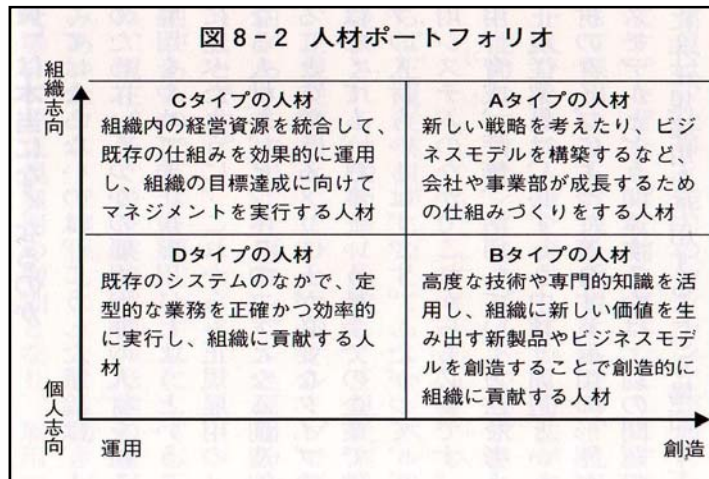 図8-2 人材ポートフォリオ
組織志向
Cタイプの人材
組織内の経営資源を統合して、
既存の仕組みを効果的に運用
し、組織の目標達成に向けて
マネジメントを実行する人材
Aタイプの人材
新しい戦略を考えたり、ビジ
ネスモデルを構築するなど、
会社や事業部が成長するため
の仕組みづくりをする人材
Dタイプの人材
既存のシステムのなかで、定
型的な業務を正確かつ効率的
に実行し、組織に貢献する人
材
Bタイプの人材
高度な技術や専門的知識を活
用し、組織に新しい価値を生
み出す新製品やビジネスモデ
ルを創造することで創造的に
組織に貢献する人材
個人志向
運用
創造